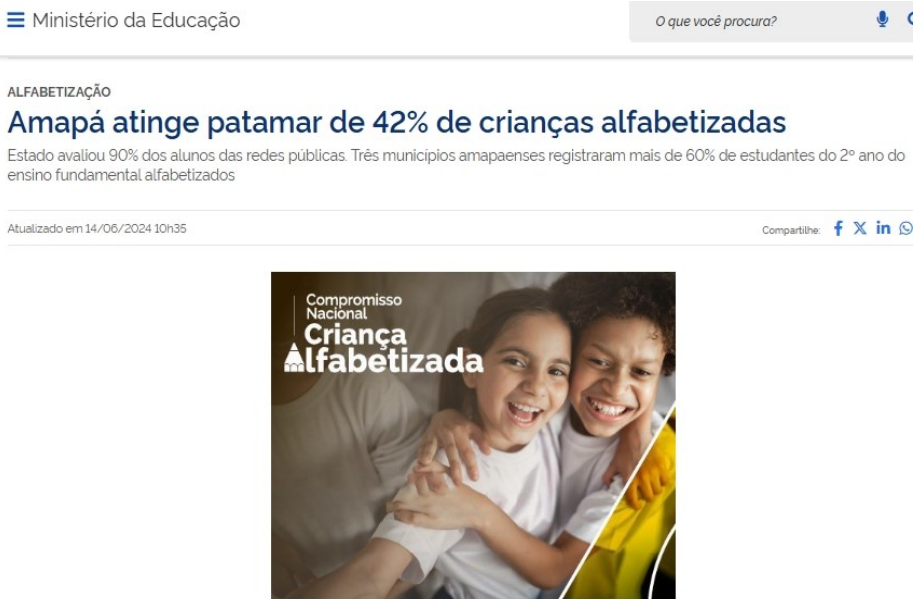 Ministério da Educação
O que você procura?
ALFABETIZAÇÃO
Amapá atinge patamar de 42% de crianças alfabetizadas
Estado avaliou 90% dos alunos das redes públicas. Três municípios amapaenses registraram mais de 60% de estudantes do 2º ano do
ensino fundamental alfabetizados
Atualizado em 14/06/2024 10h35
Compartilhe:
Compromisso
Nacional
Criança
Alfabetizada